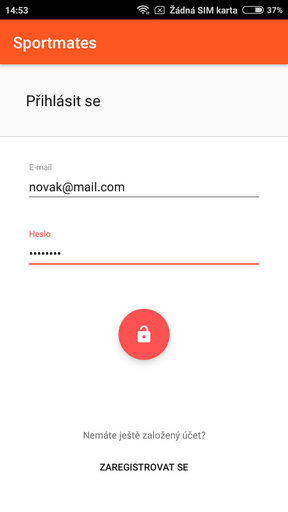 14:53 Žádná SIM karta 37%
Sportmates
Přihlásit se
E-mail
novak@mail.com
Heslo
••••••••
Nemáte ještě založený účet?
ZAREGISTROVAT SE